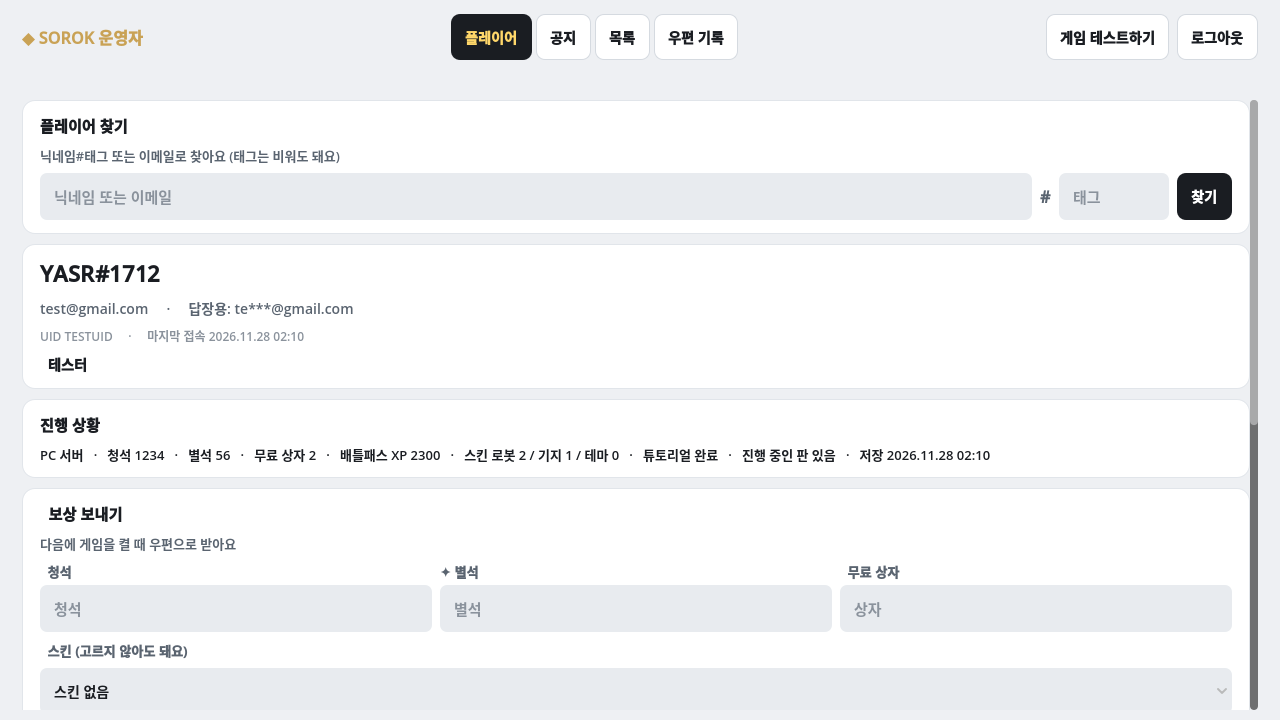 ◆ SOROK 운영자
플레이어 공지 목록 우편 기록
게임 테스트하기 로그아웃
플레이어 찾기
닉네임#태그 또는 이메일로 찾아요 (태그는 비워도 돼요)
닉네임 또는 이메일 # 태그 찾기
YASR#1712
test@gmail.com · 답장용: te***@gmail.com
UID TESTUID · 마지막 접속 2026.11.28 02:10
테스터
진행 상황
PC 서버 · 청석 1234 · 별석 56 · 무료 상자 2 · 배틀패스 XP 2300 · 스킨 로봇 2 / 기지 1 / 테마 0 · 튜토리얼 완료 · 진행 중인 판 있음 · 저장 2026.11.28 02:10
보상 보내기
다음에 게임을 켤 때 우편으로 받아요
청석 ✦ 별석 무료 상자
청석 별석 상자
스킨 (고르지 않아도 돼요)
스킨 없음